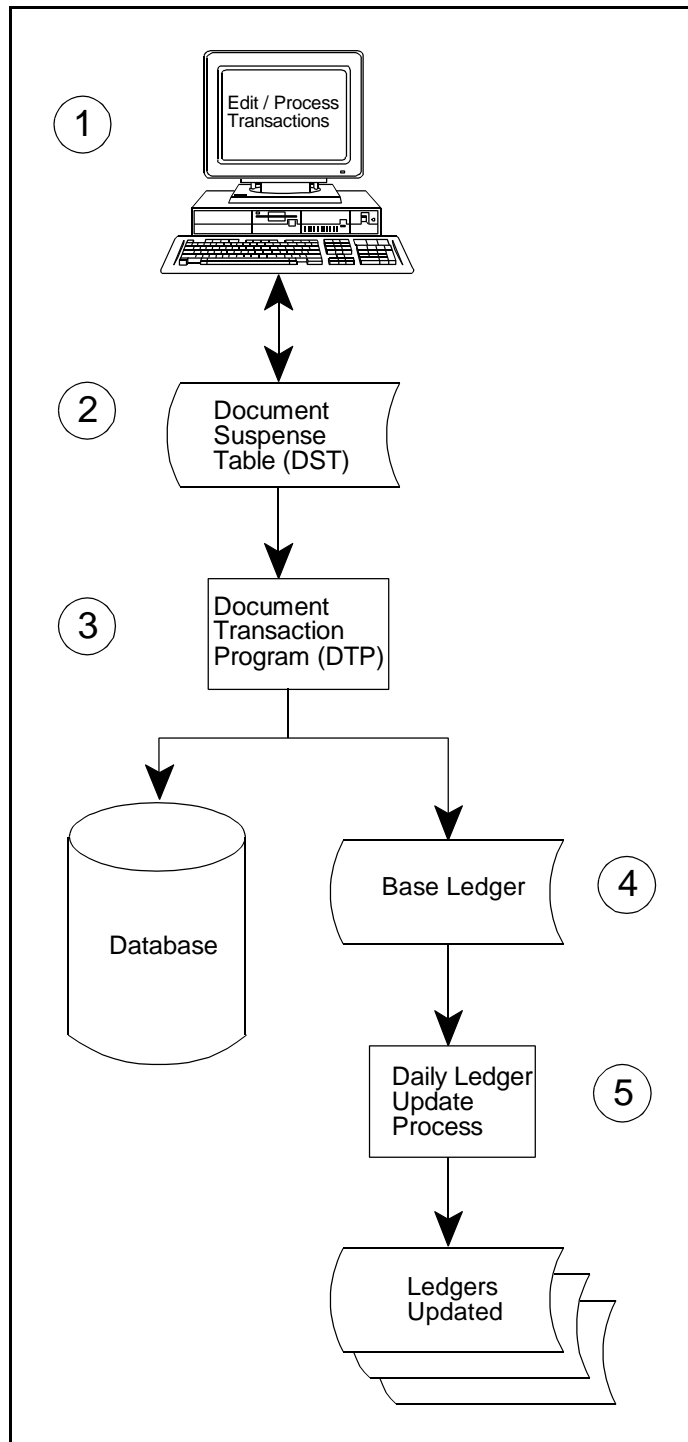 1
Edit / Process
Transactions
2
Document
Suspense
Table (DST)
3
Document
Transaction
Program (DTP)
Database
Base Ledger
4
Daily Ledger
Update
Process
5
Ledgers
Updated